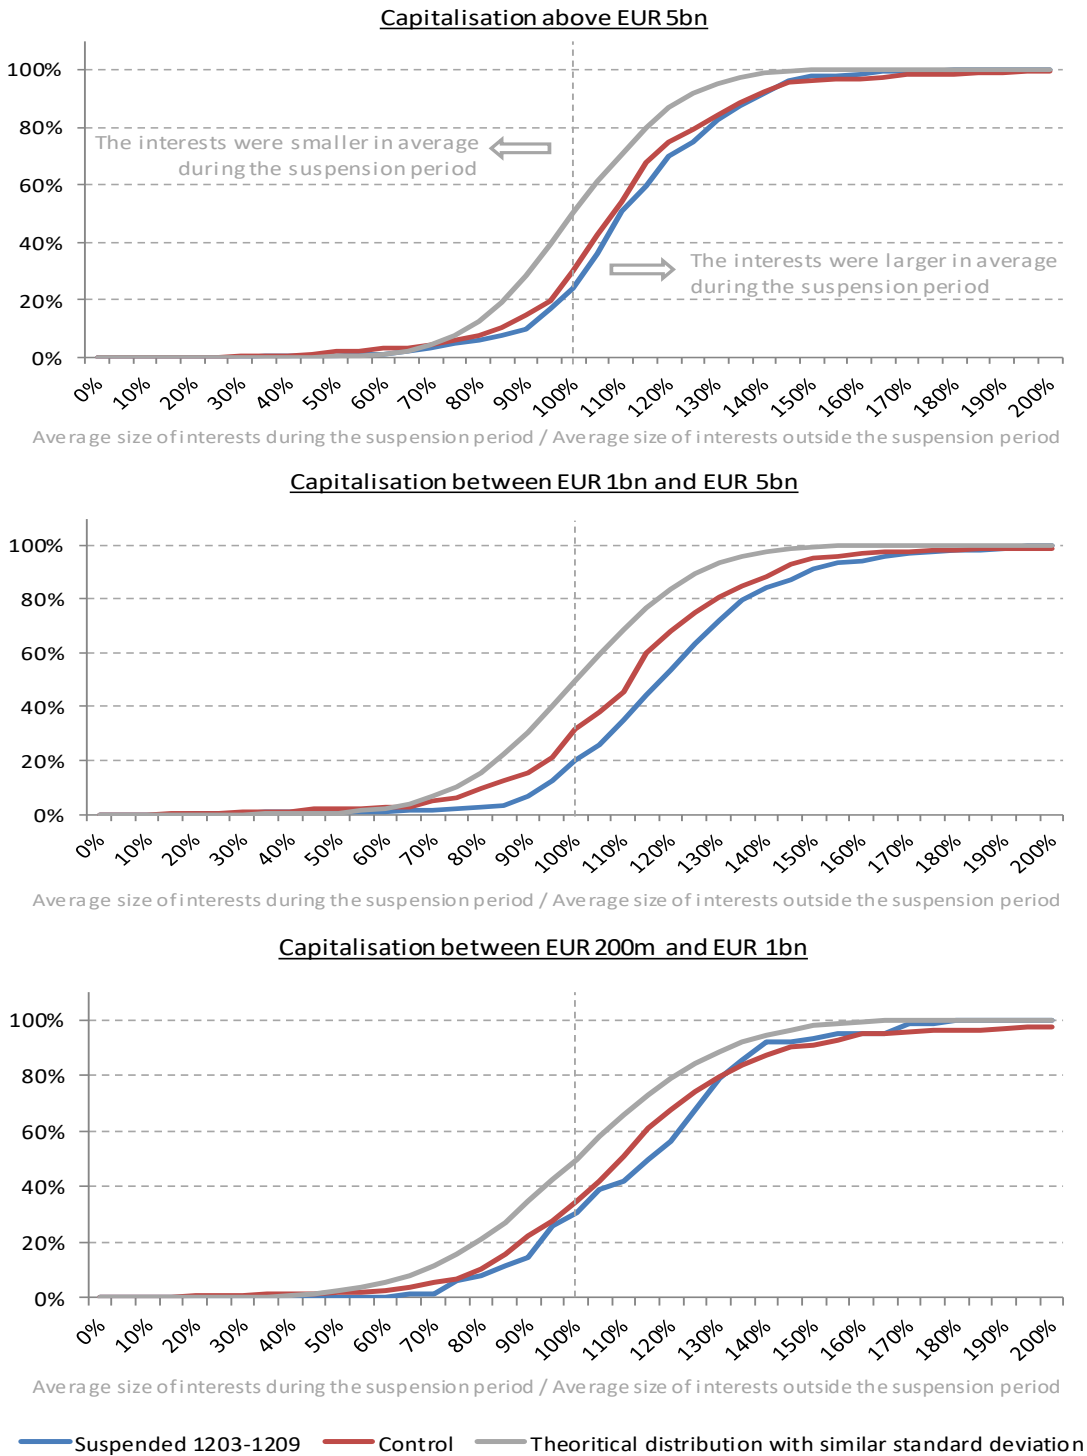 Capitalisation above EUR 5bn
100%
80%
60%
40%
20%
0%
The interests were smaller in average
during the suspension period
The interests were larger in average
during the suspension period
0% 10% 20% 30% 40% 50% 60% 70% 80% 90% 100% 110% 120% 130% 140% 150% 160% 170% 180% 190% 200%
Average size of interests during the suspension period / Average size of interests outside the suspension period
Capitalisation between EUR 1bn and EUR 5bn
100%
80%
60%
40%
20%
0%
0% 10% 20% 30% 40% 50% 60% 70% 80% 90% 100% 110% 120% 130% 140% 150% 160% 170% 180% 190% 200%
Average size of interests during the suspension period / Average size of interests outside the suspension period
Capitalisation between EUR 200m and EUR 1bn
100%
80%
60%
40%
20%
0%
0% 10% 20% 30% 40% 50% 60% 70% 80% 90% 100% 110% 120% 130% 140% 150% 160% 170% 180% 190% 200%
Average size of interests during the suspension period / Average size of interests outside the suspension period
Suspended 1203-1209 Control Theoritical distribution with similar standard deviation